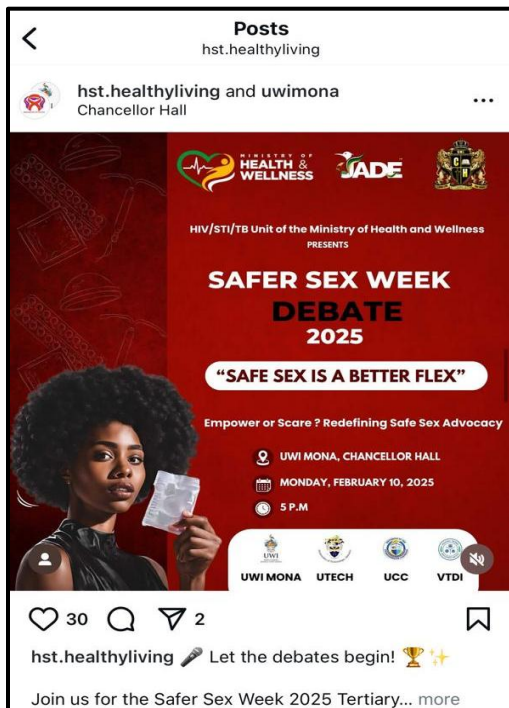 Posts
hst.healthyliving
hst.healthyliving and uwimona
Chancellor Hall
MINISTRY OF
HEALTH &
WELLNESS
JADE
C H
HIV/STI/TB Unit of the Ministry of Health and Wellness
PRESENTS
SAFER SEX WEEK
DEBATE
2025
“SAFE SEX IS A BETTER FLEX”
Empower or Scare ? Redefining Safe Sex Advocacy
UWI MONA, CHANCELLOR HALL
MONDAY, FEBRUARY 10, 2025
5 P.M
UWI
UWI MONA UTECH UCC VTDI
30 2
hst.healthyliving 🎤 Let the debates begin! 🏆✨
Join us for the Safer Sex Week 2025 Tertiary... more